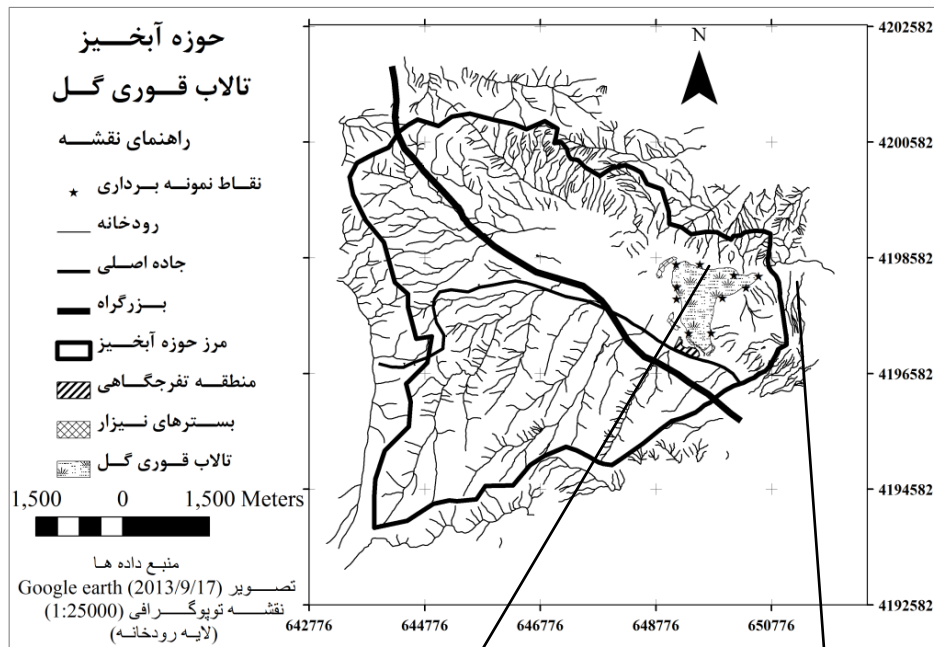 حوزه آبخیز
تالاب قوری گل
راهنمای نقشه
نقاط نمونه برداری
رودخانه
جاده اصلی
بزرگراه
مرز حوزه آبخیز
منطقه تفرجگاهی
بسترهای نیزار
تالاب قوری گل
1,500 0 1,500 Meters
منبع داده ها
تصویر Google earth (2013/9/17)
نقشه توپوگرافی (1:25000)
(لایه رودخانه)
N
4202582
4200582
4198582
4196582
4194582
4192582
642776 644776 646776 648776 650776